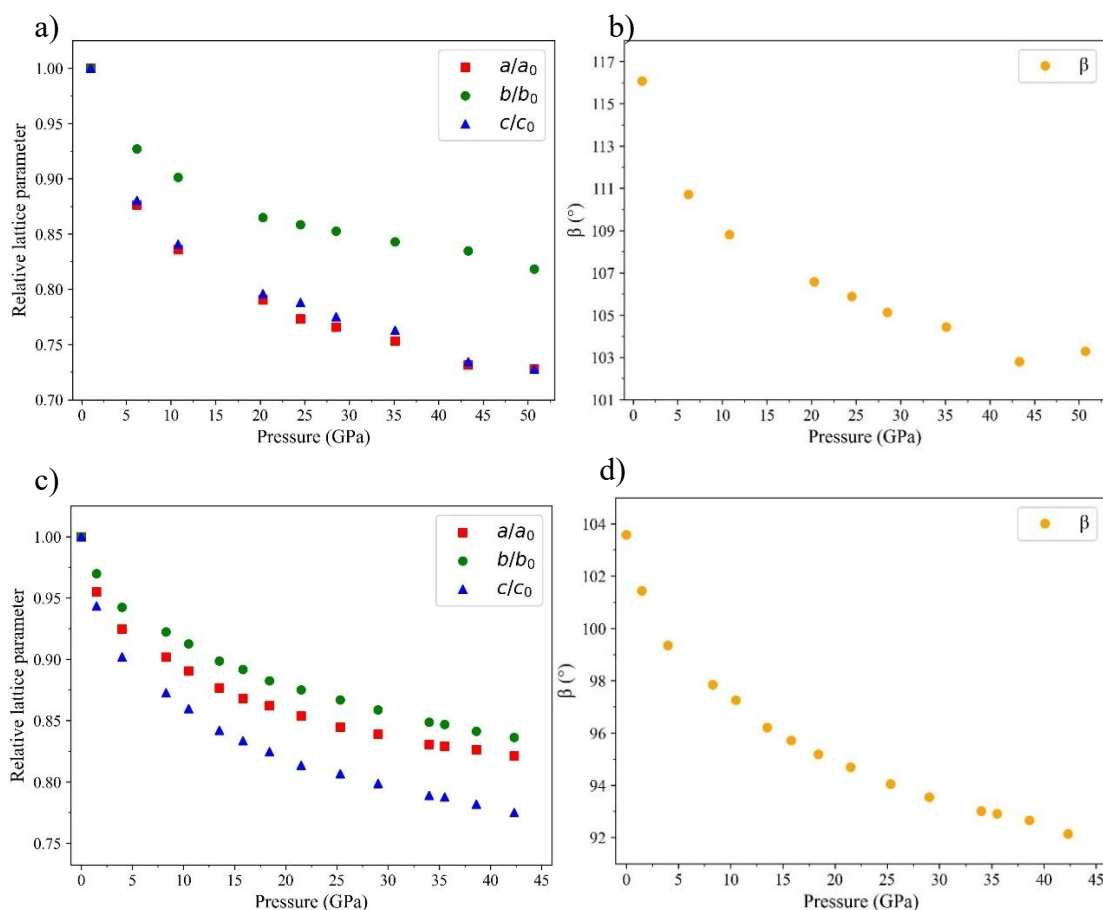 a)
1.00
0.95
0.90
0.85
0.80
0.75
0.70
Relative lattice parameter
a/a₀
b/b₀
c/c₀
0 5 10 15 20 25 30 35 40 45 50
Pressure (GPa)
b)
117
115
113
111
109
107
105
103
101
β (°)
β
0 5 10 15 20 25 30 35 40 45 50
Pressure (GPa)
c)
1.00
0.95
0.90
0.85
0.80
0.75
Relative lattice parameter
a/a₀
b/b₀
c/c₀
0 5 10 15 20 25 30 35 40 45
Pressure (GPa)
d)
104
102
100
98
96
94
92
β (°)
β
0 5 10 15 20 25 30 35 40 45
Pressure (GPa)